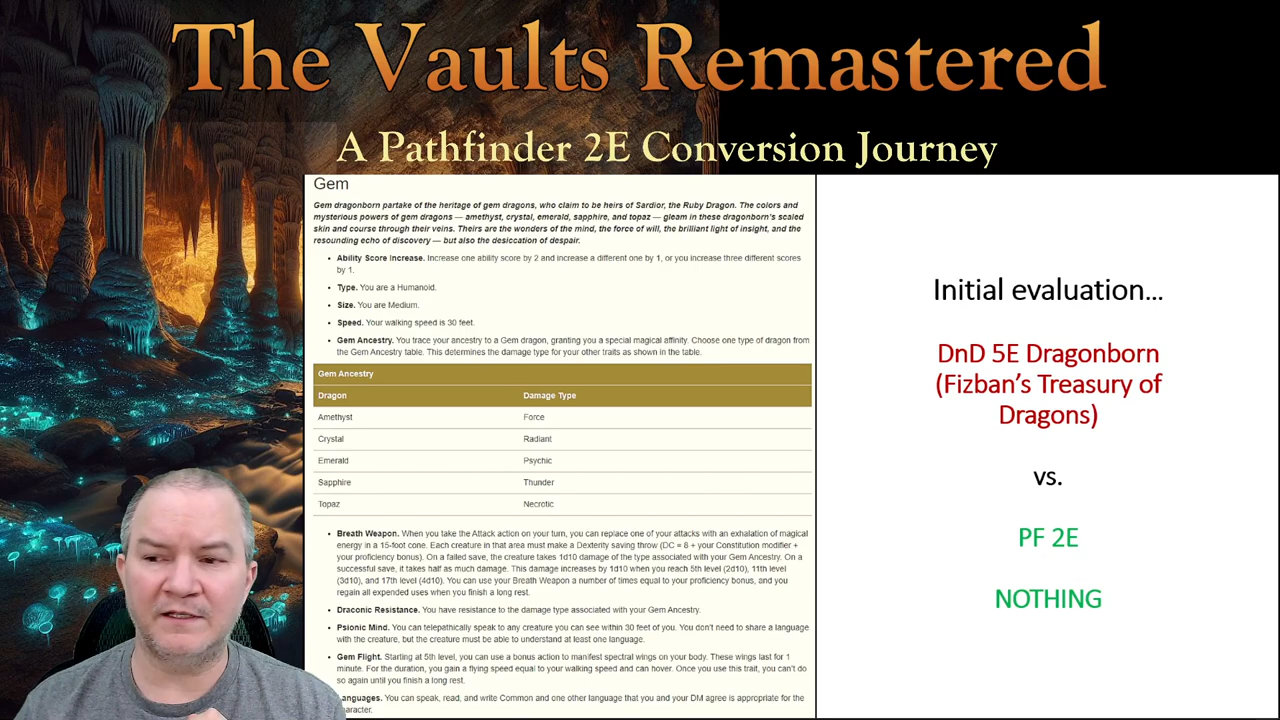 The Vaults Remastered
A Pathfinder 2E Conversion Journey
Gem
Gem dragonborn partake of the heritage of gem dragons, who claim to be heirs of Sardior, the Ruby Dragon. The colors and
mysterious powers of gem dragons — amethyst, crystal, emerald, sapphire, and topaz — gleam in these dragonborn's scaled
skin and course through their veins. Theirs are the wonders of the mind, the force of will, the brilliant light of insight, and the
resounding echo of discovery — but also the desiccation of despair.
• Ability Score Increase. Increase one ability score by 2 and increase a different one by 1, or you increase three different scores
by 1.
• Type. You are a Humanoid.
• Size. You are Medium.
• Speed. Your walking speed is 30 feet.
• Gem Ancestry. You trace your ancestry to a Gem dragon, granting you a special magical affinity. Choose one type of dragon from
the Gem Ancestry table. This determines the damage type for your other traits as shown in the table.
Gem Ancestry
Dragon Damage Type
Amethyst Force
Crystal Radiant
Emerald Psychic
Sapphire Thunder
Topaz Necrotic
• Breath Weapon. When you take the Attack action on your turn, you can replace one of your attacks with an exhalation of magical
energy in a 15-foot cone. Each creature in that area must make a Dexterity saving throw (DC = 8 + your Constitution modifier +
your proficiency bonus). On a failed save, the creature takes 1d10 damage of the type associated with your Gem Ancestry. On a
successful save, it takes half as much damage. This damage increases by 1d10 when you reach 5th level (2d10), 11th level
(3d10), and 17th level (4d10). You can use your Breath Weapon a number of times equal to your proficiency bonus, and you
regain all expended uses when you finish a long rest.
• Draconic Resistance. You have resistance to the damage type associated with your Gem Ancestry.
• Psionic Mind. You can telepathically speak to any creature you can see within 30 feet of you. You don't need to share a language
with the creature, but the creature must be able to understand at least one language.
• Gem Flight. Starting at 5th level, you can use a bonus action to manifest spectral wings on your body. These wings last for 1
minute. For the duration, you gain a flying speed equal to your walking speed and can hover. Once you use this trait, you can't do
so again until you finish a long rest.
anguages. You can speak, read, and write Common and one other language that you and your DM agree is appropriate for the
aracter.
Initial evaluation...
DnD 5E Dragonborn
(Fizban's Treasury of
Dragons)
vs.
PF 2E
NOTHING